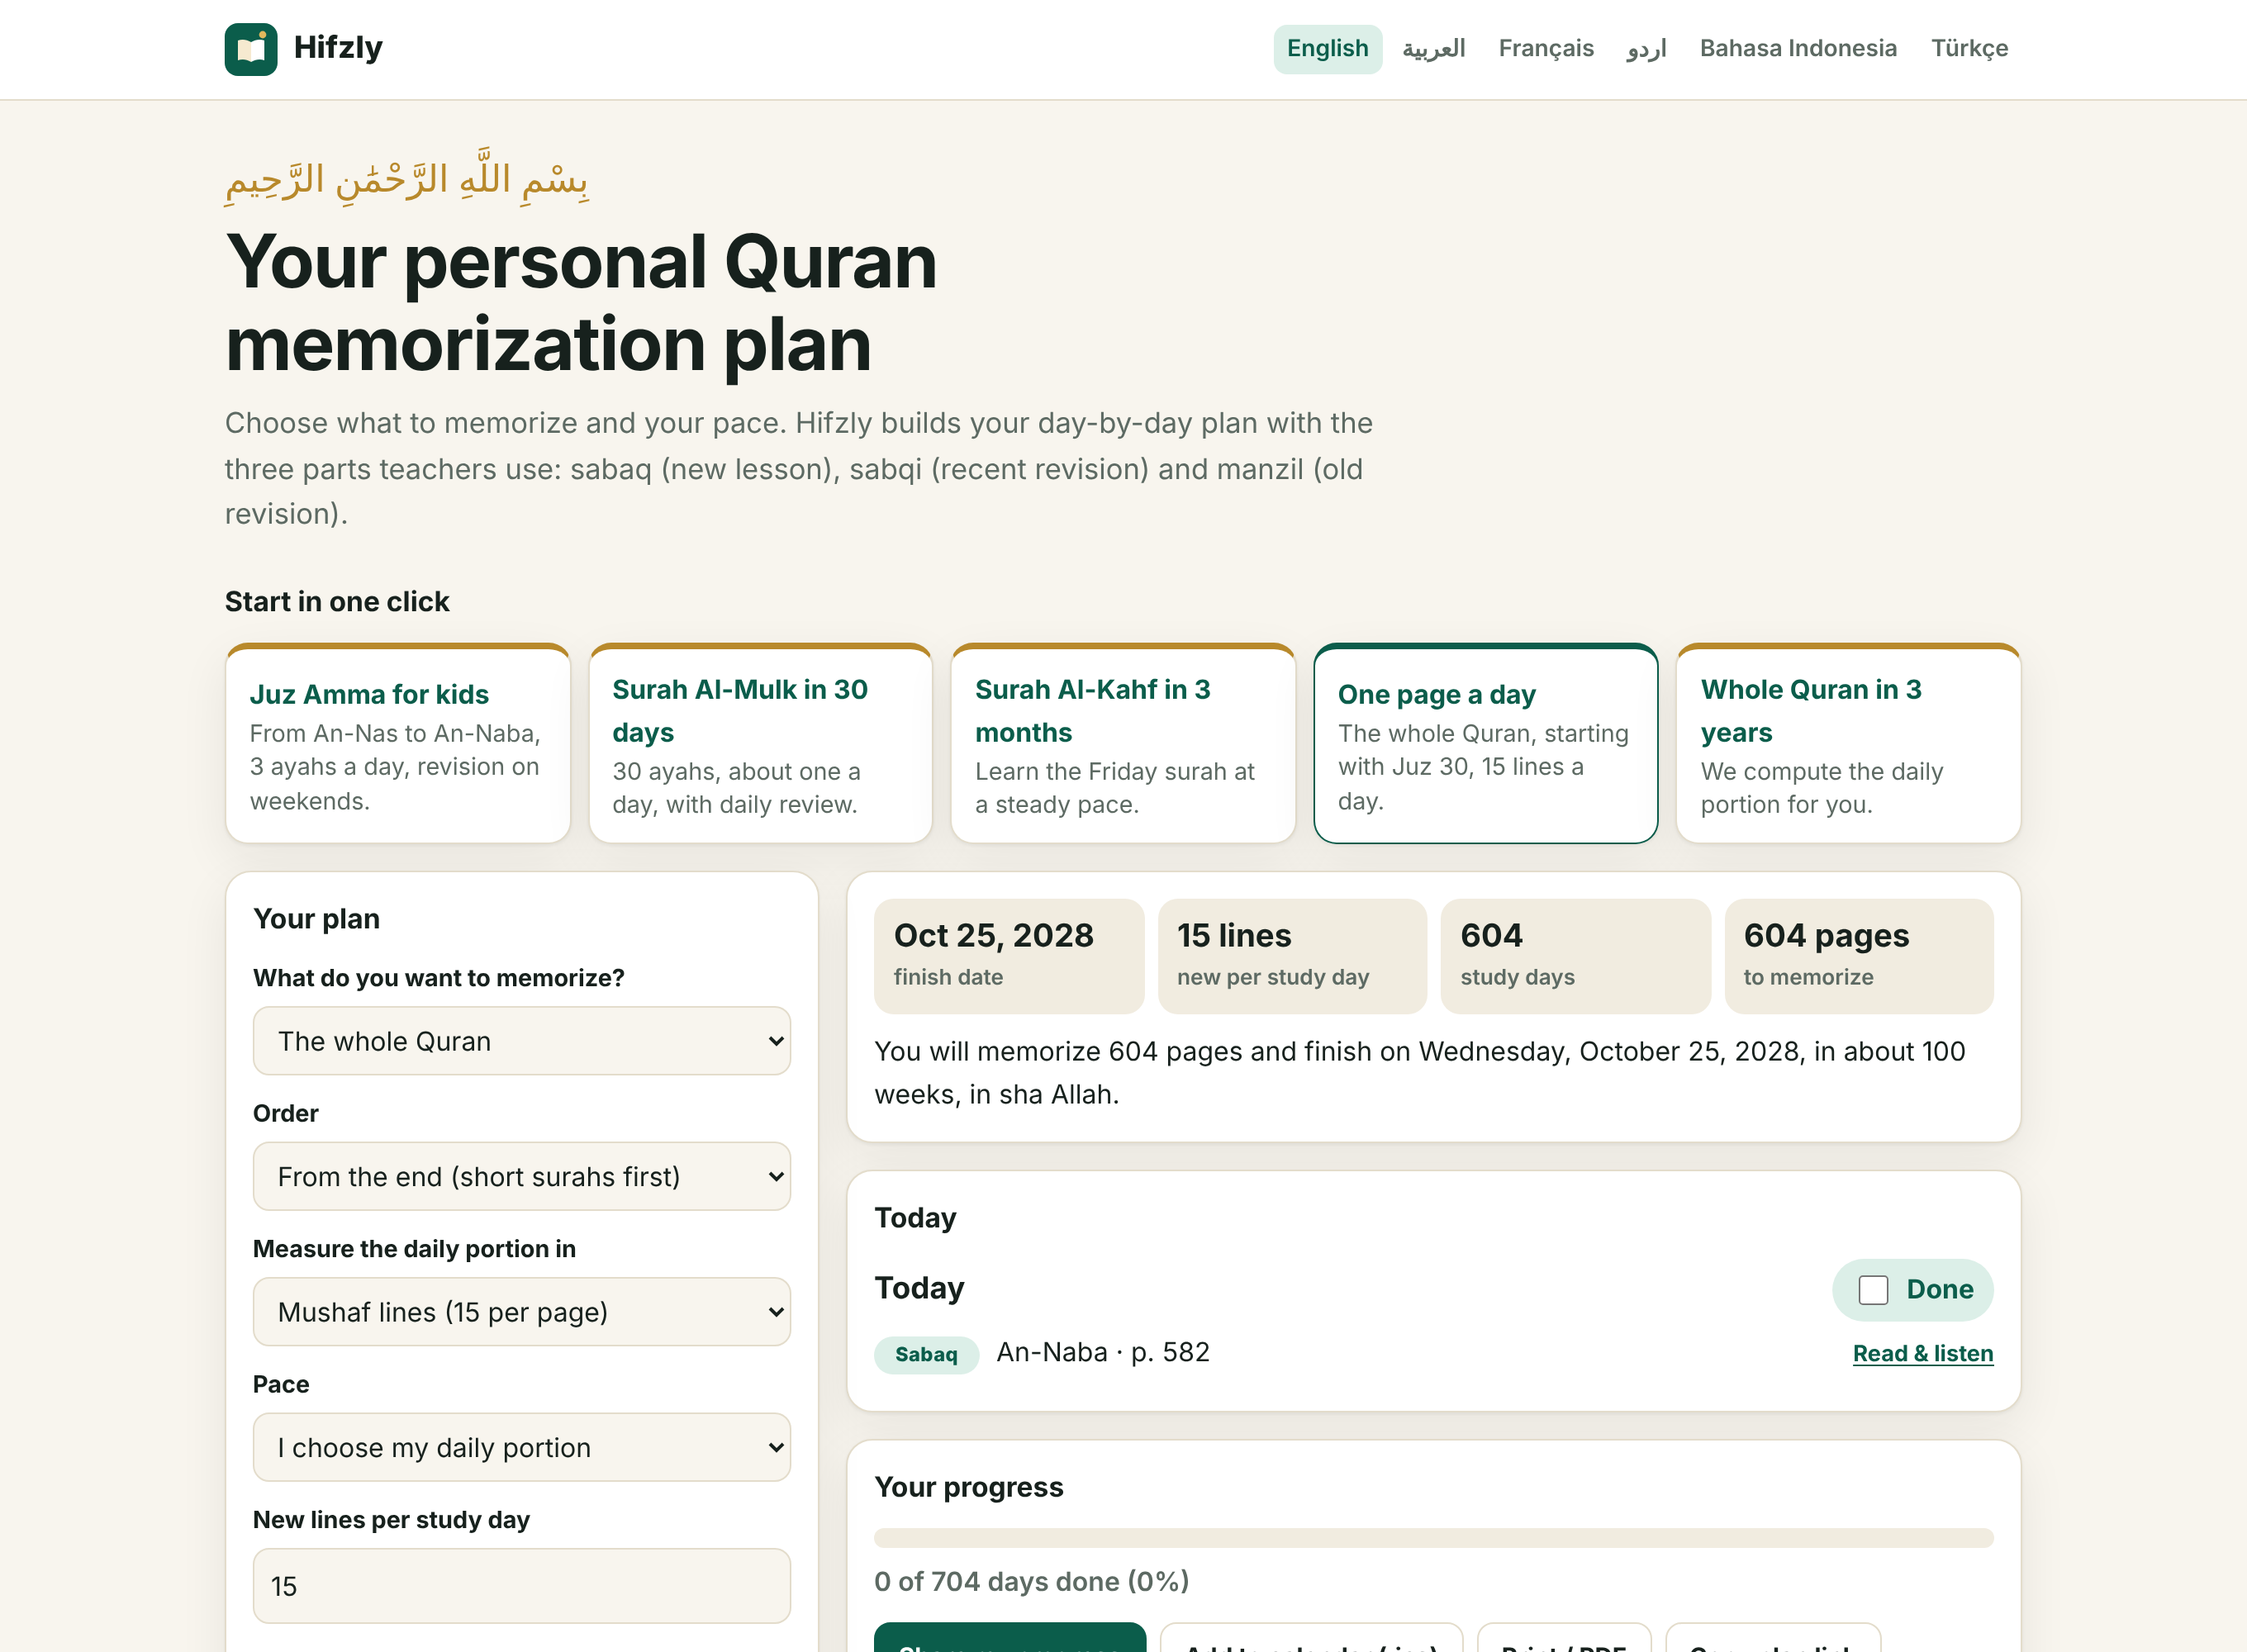 Hifzly
English العربية Français اردو Bahasa Indonesia Türkçe
بِسْمِ اللَّهِ الرَّحْمَٰنِ الرَّحِيمِ
Your personal Quran
memorization plan
Choose what to memorize and your pace. Hifzly builds your day-by-day plan with the
three parts teachers use: sabaq (new lesson), sabqi (recent revision) and manzil (old
revision).
Start in one click
Juz Amma for kids
From An-Nas to An-Naba,
3 ayahs a day, revision on
weekends.
Surah Al-Mulk in 30
days
30 ayahs, about one a
day, with daily review.
Surah Al-Kahf in 3
months
Learn the Friday surah at
a steady pace.
One page a day
The whole Quran, starting
with Juz 30, 15 lines a
day.
Whole Quran in 3
years
We compute the daily
portion for you.
Your plan
What do you want to memorize?
The whole Quran
Order
From the end (short surahs first)
Measure the daily portion in
Mushaf lines (15 per page)
Pace
I choose my daily portion
New lines per study day
15
Oct 25, 2028
finish date
15 lines
new per study day
604
study days
604 pages
to memorize
You will memorize 604 pages and finish on Wednesday, October 25, 2028, in about 100
weeks, in sha Allah.
Today
Today
Done
Sabaq An-Naba · p. 582
Read & listen
Your progress
0 of 704 days done (0%)